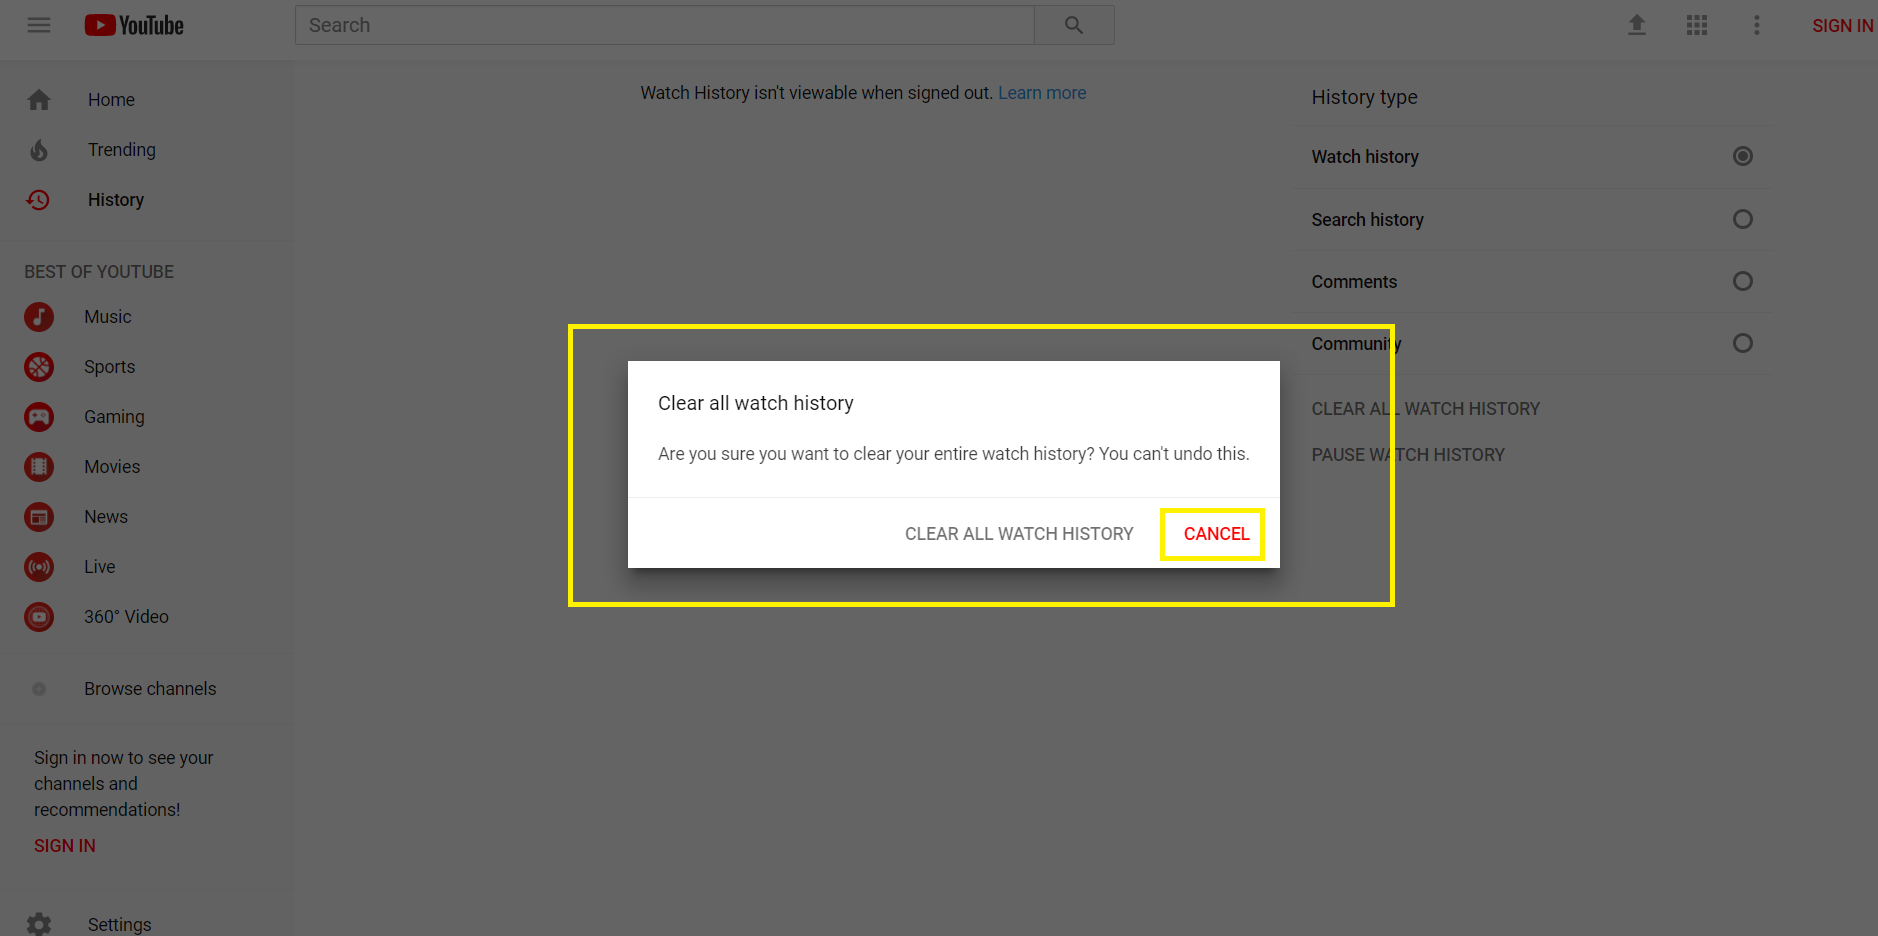 YouTube
Search
SIGN IN
Home
Trending
History
BEST OF YOUTUBE
Music
Sports
Gaming
Movies
News
Live
360° Video
Browse channels
Sign in now to see your
channels and
recommendations!
SIGN IN
Settings
Watch History isn't viewable when signed out. Learn more
History type
Watch history
Search history
Comments
Community
CLEAR ALL WATCH HISTORY
PAUSE WATCH HISTORY
Clear all watch history
Are you sure you want to clear your entire watch history? You can't undo this.
CLEAR ALL WATCH HISTORY
CANCEL